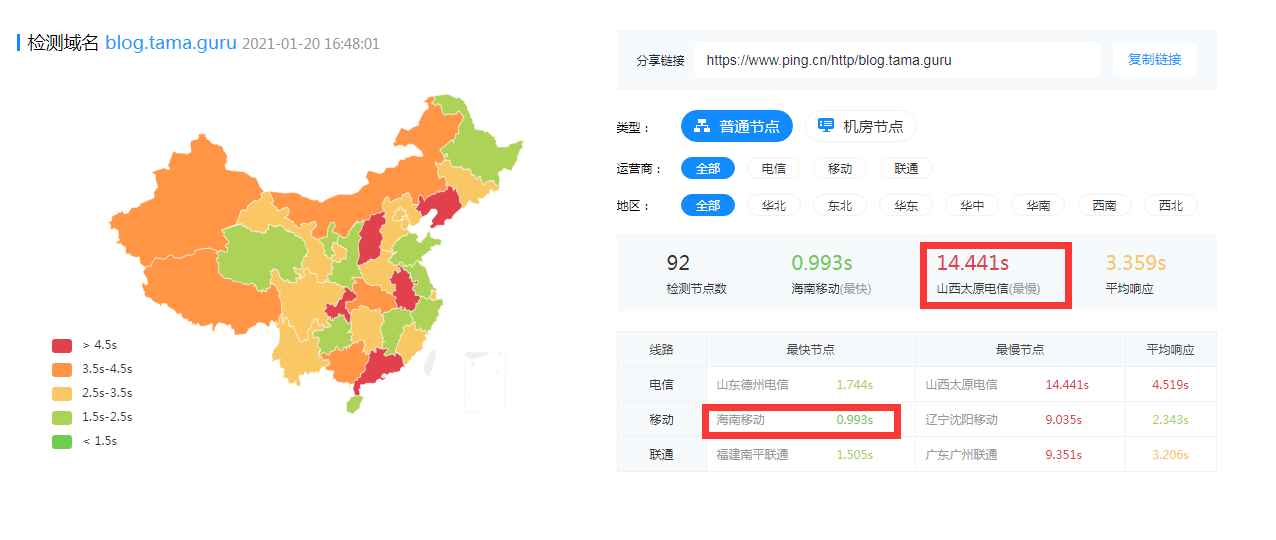 检测域名 blog.tama.guru 2021-01-20 16:48:01
> 4.5s
3.5s-4.5s
2.5s-3.5s
1.5s-2.5s
< 1.5s
分享链接 https://www.ping.cn/http/blog.tama.guru 复制链接
类型： 普通节点 机房节点
运营商： 全部 电信 移动 联通
地区： 全部 华北 东北 华东 华中 华南 西南 西北
92 0.993s 14.441s 3.359s
检测节点数 海南移动(最快) 山西太原电信(最慢) 平均响应
线路 最快节点 最慢节点 平均响应
电信 山东德州电信 1.744s 山西太原电信 14.441s 4.519s
移动 海南移动 0.993s 辽宁沈阳移动 9.035s 2.343s
联通 福建南平联通 1.505s 广东广州联通 9.351s 3.206s